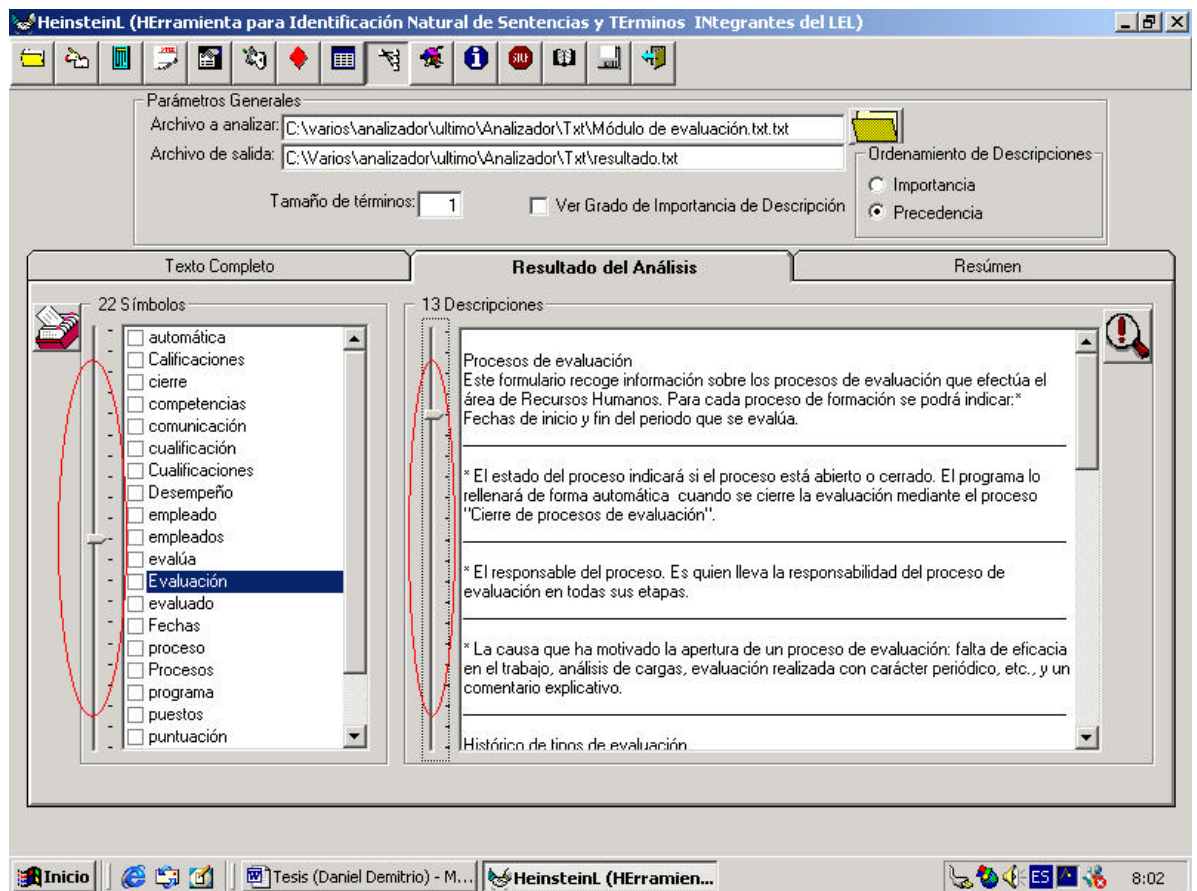 HeinsteinL (HErramienta para Identificación Natural de Sentencias y TErminos INtegrantes del LEL)
Parámetros Generales
Archivo a analizar: C:\varios\analizador\ultimo\Analizador\Txt\Módulo de evaluación.txt.txt
Archivo de salida: C:\Varios\analizador\ultimo\Analizador\Txt\resultado.txt
Tamaño de términos: 1
Ver Grado de Importancia de Descripción
Ordenamiento de Descripciones
Importancia
Precedencia
Texto Completo
Resultado del Análisis
Resúmen
22 Símbolos
automática
Calificaciones
cierre
competencias
comunicación
cualificación
Cualificaciones
Desempeño
empleado
empleados
evalúa
Evaluación
evaluado
Fechas
proceso
Procesos
programa
puestos
puntuación
13 Descripciones
Procesos de evaluación
Este formulario recoge información sobre los procesos de evaluación que efectúa el
área de Recursos Humanos. Para cada proceso de formación se podrá indicar:*
Fechas de inicio y fin del periodo que se evalúa.
* El estado del proceso indicará si el proceso está abierto o cerrado. El programa lo
rellenará de forma automática cuando se cierre la evaluación mediante el proceso
"Cierre de procesos de evaluación".
* El responsable del proceso. Es quien lleva la responsabilidad del proceso de
evaluación en todas sus etapas.
* La causa que ha motivado la apertura de un proceso de evaluación: falta de eficacia
en el trabajo, análisis de cargas, evaluación realizada con carácter periódico, etc., y un
comentario explicativo.
Histórico de tipos de evaluación
Inicio
Tesis (Daniel Demitrio) - M...
HeinsteinL (HErramien...
ES
8:02